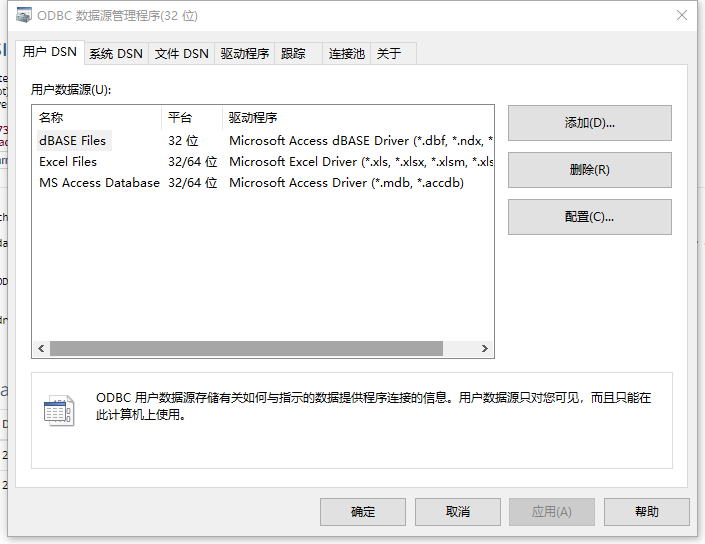 ODBC 数据源管理程序(32 位)
用户 DSN 系统 DSN 文件 DSN 驱动程序 跟踪 连接池 关于
用户数据源(U):
名称 平台 驱动程序
dBASE Files 32 位 Microsoft Access dBASE Driver (*.dbf, *.ndx, *
Excel Files 32/64 位 Microsoft Excel Driver (*.xls, *.xlsx, *.xlsm, *.xls
MS Access Database 32/64 位 Microsoft Access Driver (*.mdb, *.accdb)
添加(D)...
删除(R)
配置(C)...
ODBC 用户数据源存储有关如何与指示的数据提供程序连接的信息。用户数据源只对您可见，而且只能在
此计算机上使用。
确定 取消 应用(A) 帮助